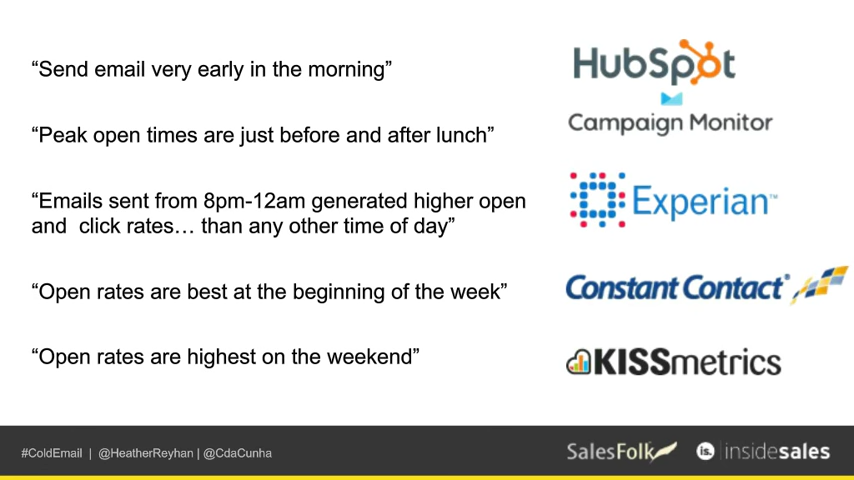 “Send email very early in the morning”
HubSpot
“Peak open times are just before and after lunch”
Campaign Monitor
“Emails sent from 8pm-12am generated higher open
and click rates… than any other time of day”
Experian™
“Open rates are best at the beginning of the week”
Constant Contact®
“Open rates are highest on the weekend”
KISSmetrics
#ColdEmail | @HeatherReyhan | @CdaCunha
SalesFolk
is. insidesales